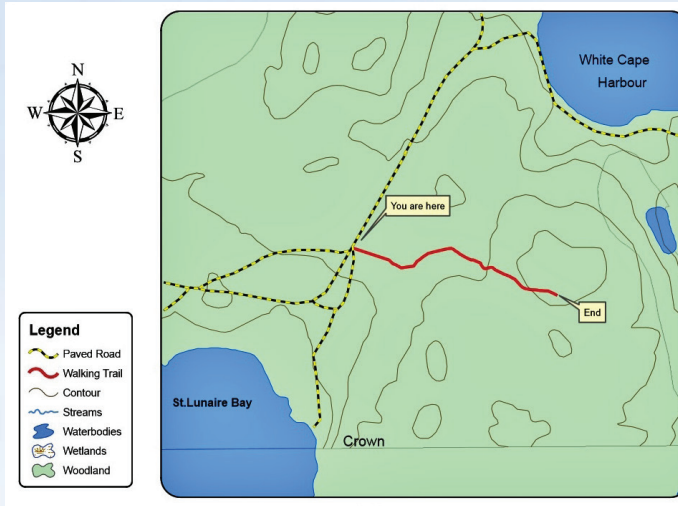 N
W E
S
White Cape
Harbour
You are here
End
Legend
Paved Road
Walking Trail
Contour
Streams
Waterbodies
Wetlands
Woodland
St.Lunaire Bay
Crown